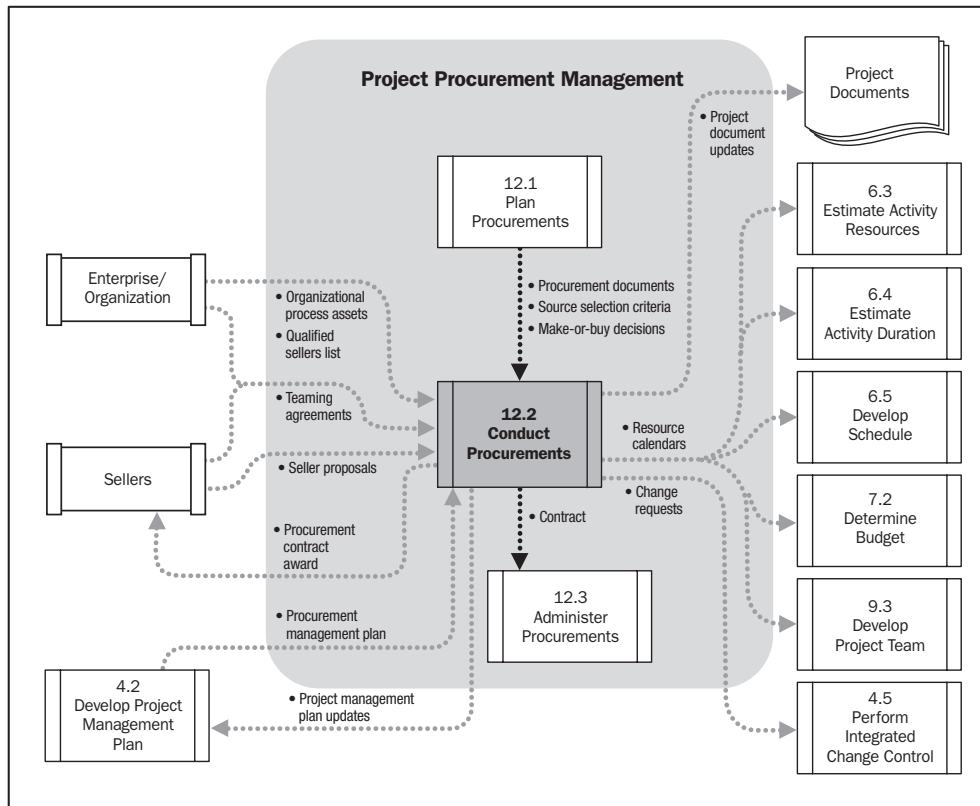 Project Procurement Management
Project
Documents
• Project
document
updates
12.1
Plan
Procurements
6.3
Estimate Activity
Resources
Enterprise/
Organization
• Organizational
process assets
• Qualified
sellers list
• Procurement documents
• Source selection criteria
• Make-or-buy decisions
6.4
Estimate
Activity Duration
• Teaming
agreements
12.2
Conduct
Procurements
• Resource
calendars
6.5
Develop
Schedule
Sellers
• Seller proposals
• Change
requests
• Procurement
contract
award
• Contract
7.2
Determine
Budget
12.3
Administer
Procurements
• Procurement
management plan
9.3
Develop
Project Team
4.2
Develop Project
Management
Plan
• Project management
plan updates
4.5
Perform
Integrated
Change Control